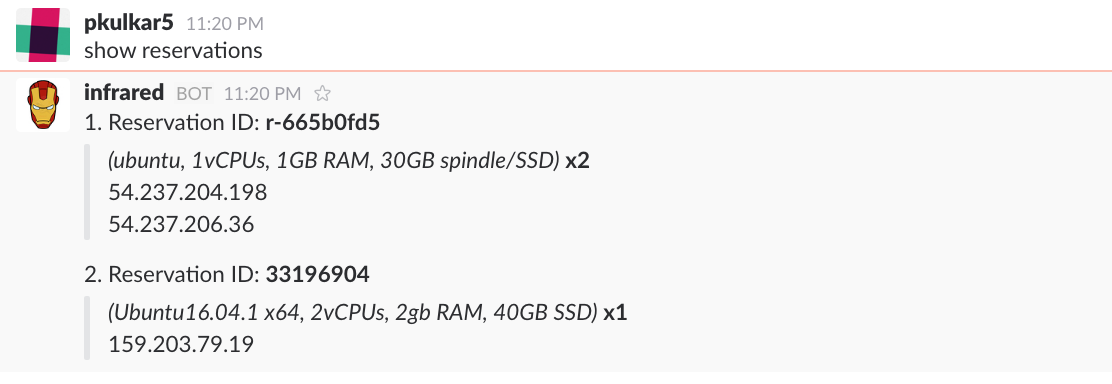 pkulkar5 11:20 PM
show reservations
infrared BOT 11:20 PM
1. Reservation ID: r-665b0fd5
(ubuntu, 1vCPUs, 1GB RAM, 30GB spindle/SSD) x2
54.237.204.198
54.237.206.36
2. Reservation ID: 33196904
(Ubuntu16.04.1 x64, 2vCPUs, 2gb RAM, 40GB SSD) x1
159.203.79.19